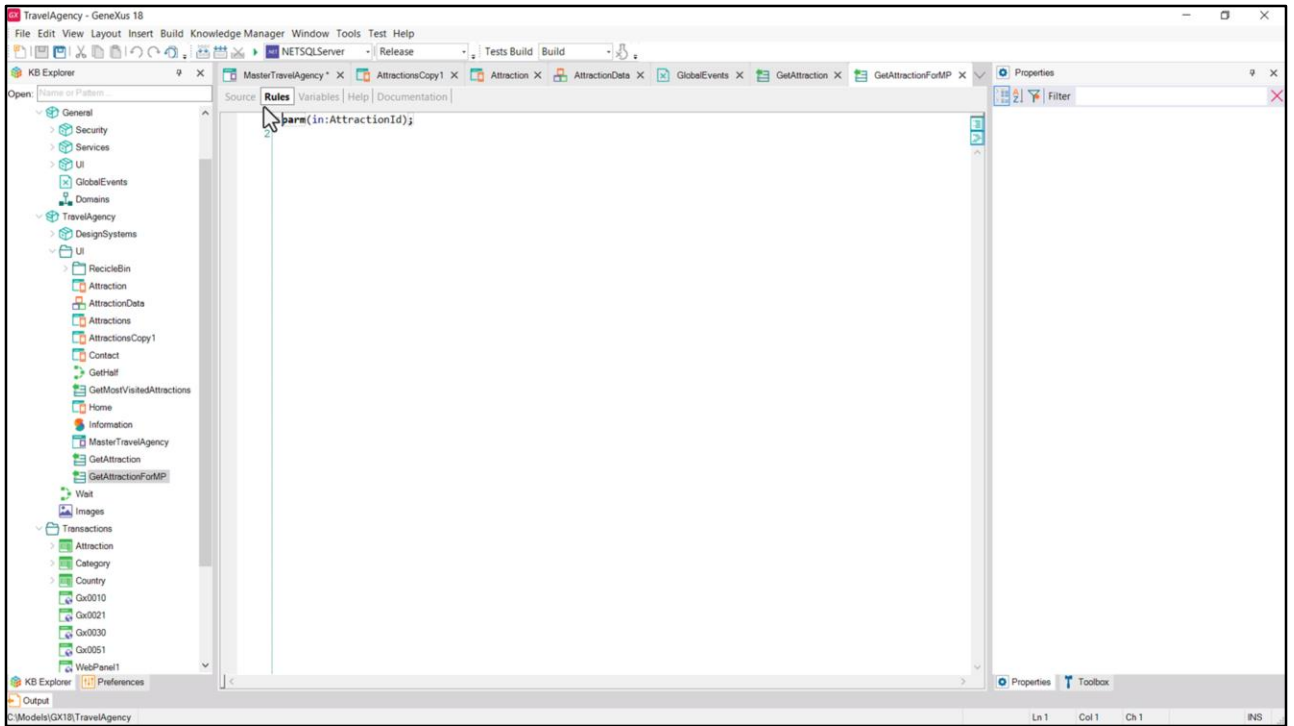 GX TravelAgency - GeneXus 18
File Edit View Layout Insert Build Knowledge Manager Window Tools Test Help
NETSQLServer Release Tests Build Build
KB Explorer
Open: Name or Pattern...
General
Security
Services
UI
GlobalEvents
Domains
TravelAgency
DesignSystems
UI
RecicleBin
Attraction
AttractionData
Attractions
AttractionsCopy1
Contact
GetHalf
GetMostVisitedAttractions
Home
Information
MasterTravelAgency
GetAttraction
GetAttractionForMP
Wait
Images
Transactions
Attraction
Category
Country
Gx0010
Gx0021
Gx0030
Gx0051
WebPanel1
KB Explorer Preferences
MasterTravelAgency * X AttractionsCopy1 X Attraction X AttractionData X GlobalEvents X GetAttraction X GetAttractionForMP X
Source Rules Variables Help Documentation
parm(in:AttractionId);
2
Properties
Filter
Properties Toolbox
Output
C:\Models\GX18\TravelAgency Ln 1 Col 1 Ch 1 INS